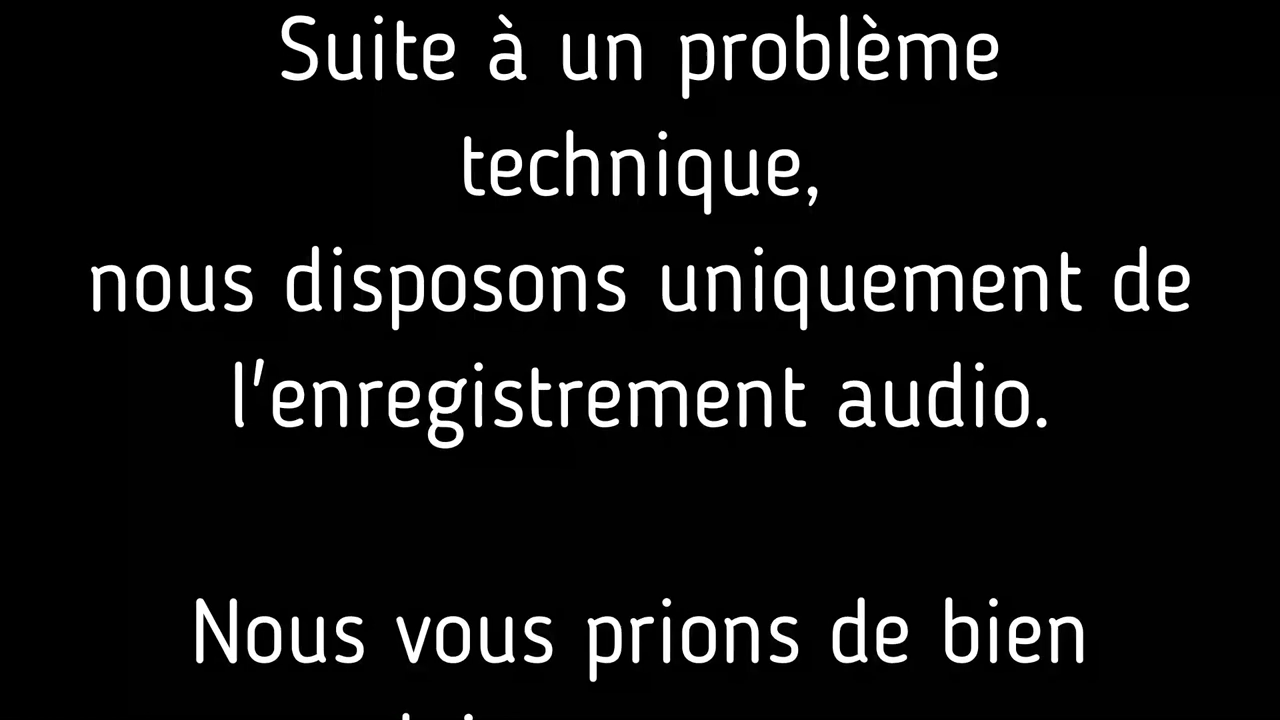 Suite à un problème
technique,
nous disposons uniquement de
l'enregistrement audio.
Nous vous prions de bien